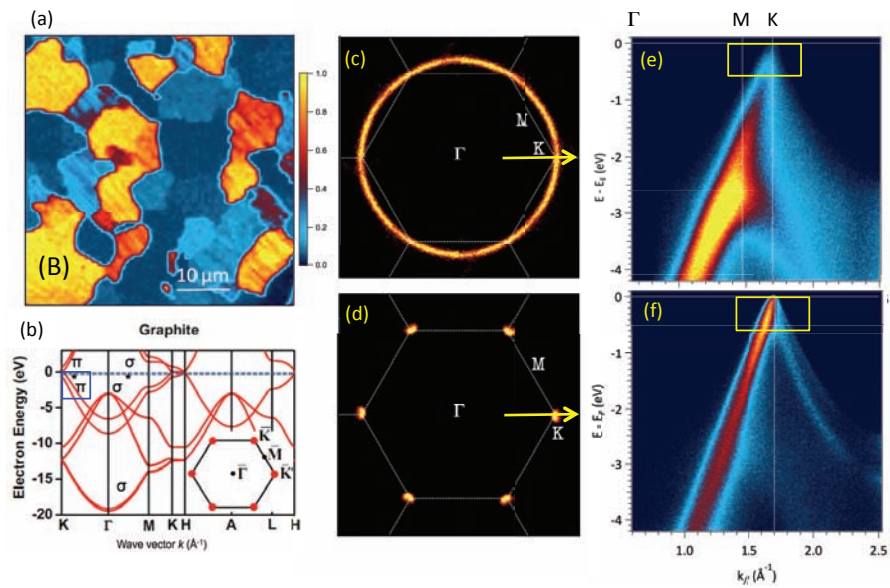 (a)
1.0
0.8
0.6
0.4
0.2
0.0
(B)
10 µm
(b)
Graphite
Electron Energy (eV)
0
-5
-10
-15
-20
π
σ
π
σ
σ
K̄
M̄
Γ̄
K̄'
K Γ M K H A L H
Wave vector k (Å⁻¹)
(c)
Γ
M
K
(d)
Γ
M
K
Γ M K
(e)
E - E
(eV)
0
-1
-2
-3
-4
(f)
(eV)
0
-1
-2
-3
-4
1.0 1.5 2.0 2.5
k//
(Å⁻¹)